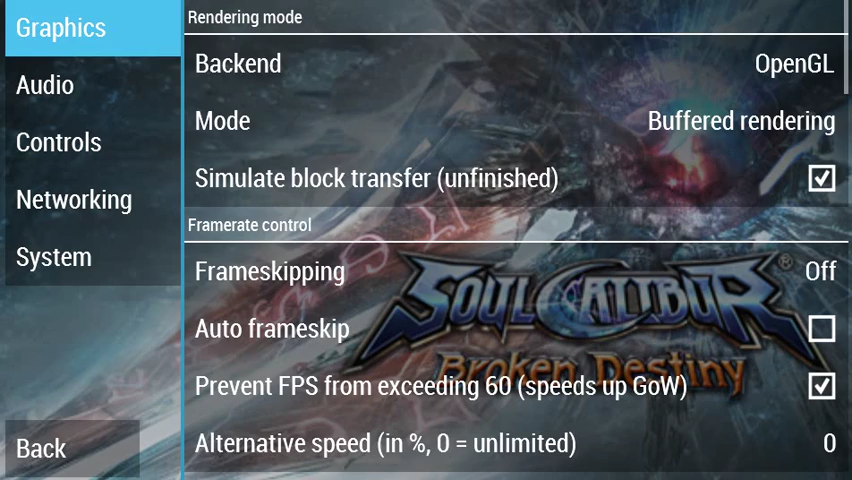 Graphics
Audio
Controls
Networking
System
Back
Rendering mode
Backend OpenGL
Mode Buffered rendering
Simulate block transfer (unfinished)
Framerate control
Frameskipping Off
Auto frameskip
Prevent FPS from exceeding 60 (speeds up GoW)
Alternative speed (in %, 0 = unlimited) 0
SOULCALIBUR®
Broken Destiny